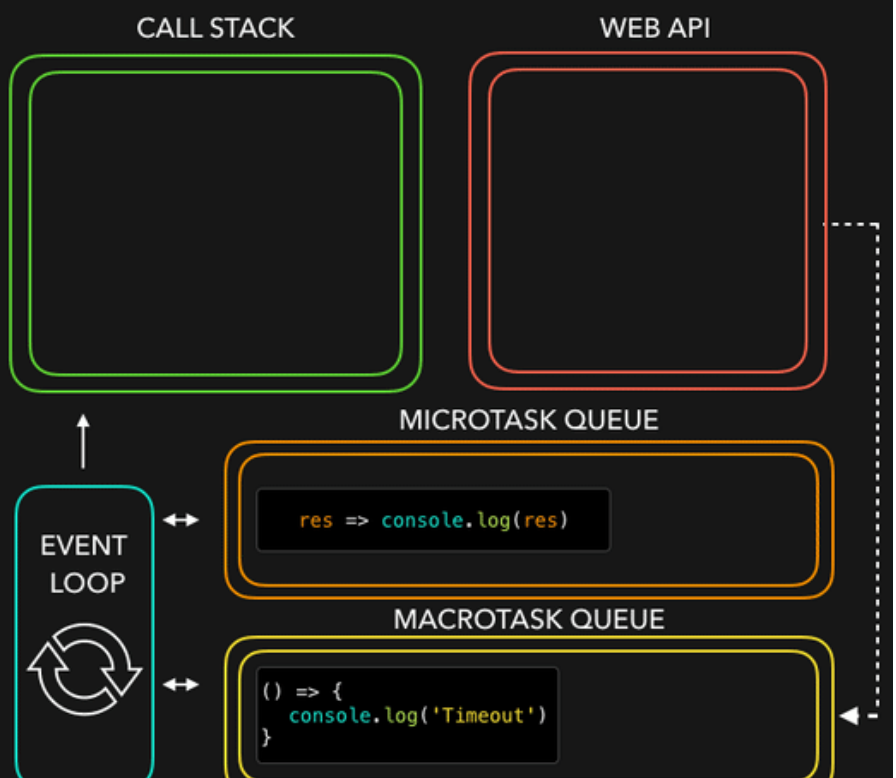 CALL STACK
WEB API
MICROTASK QUEUE
res => console.log(res)
EVENT
LOOP
MACROTASK QUEUE
() => {
console.log('Timeout')
}